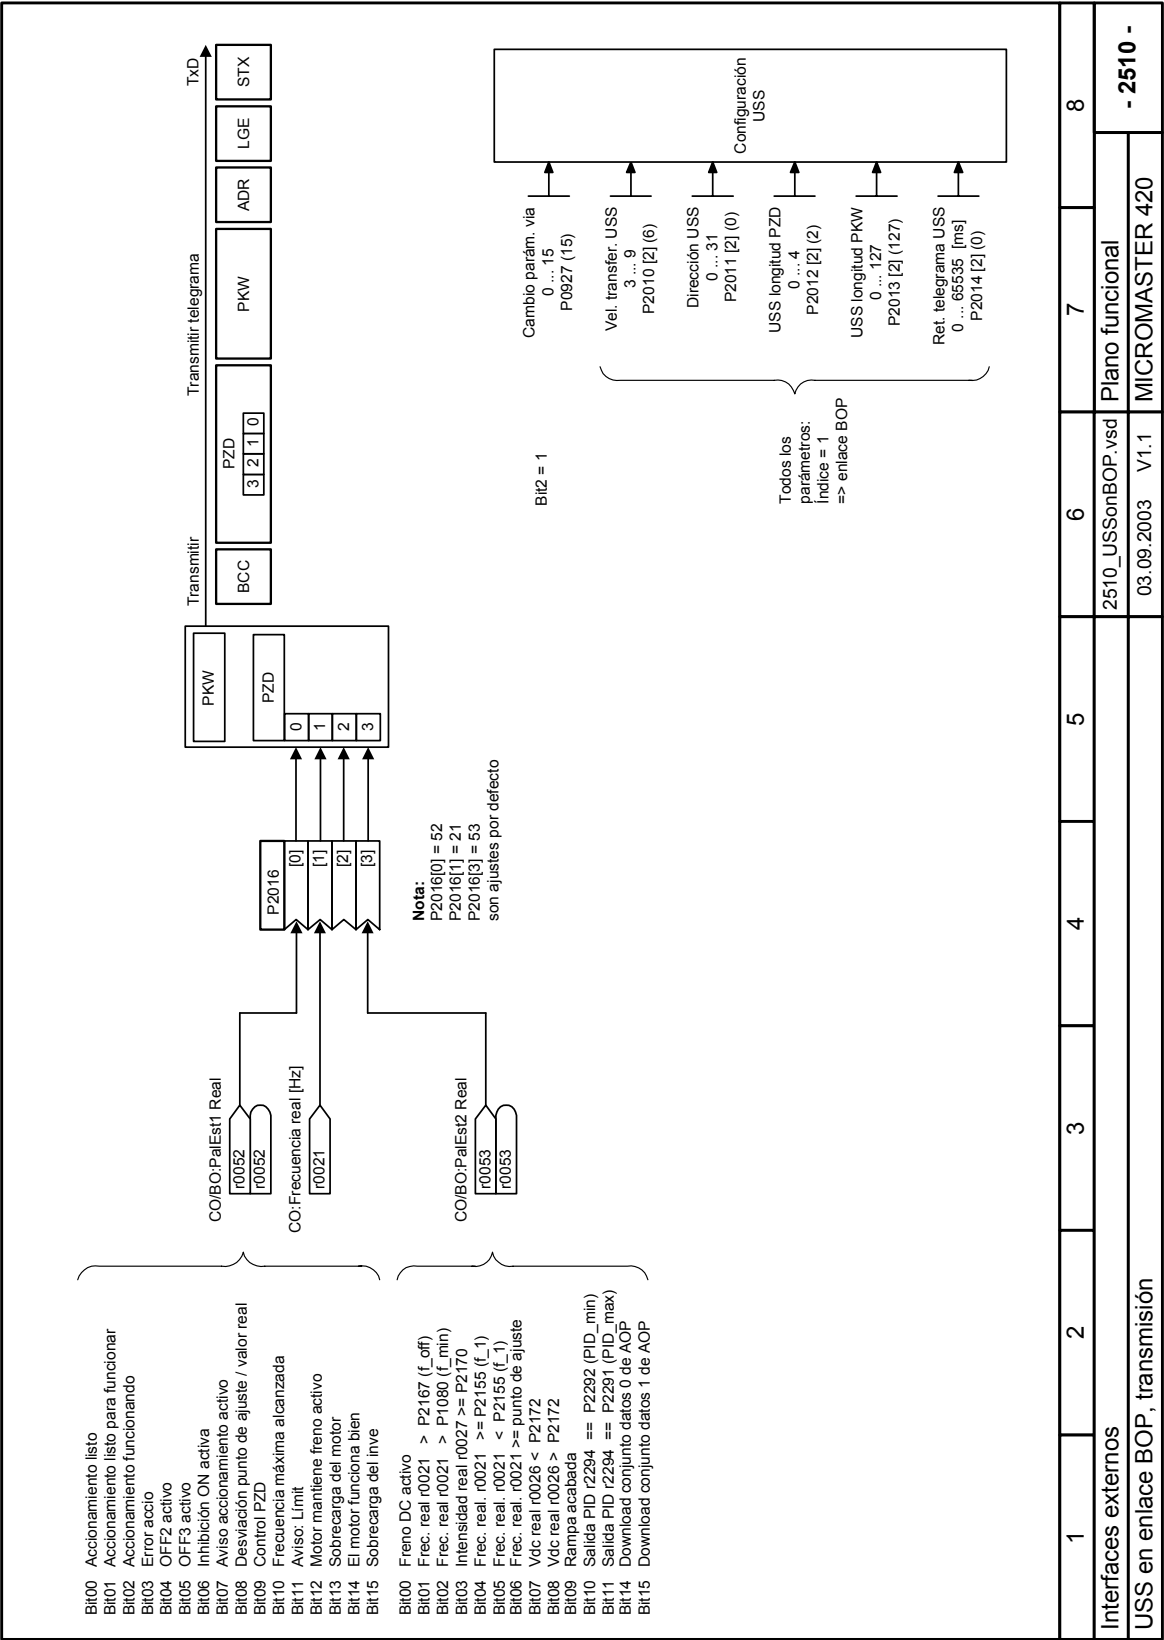 Bit00 Accionamiento listo
Bit01 Accionamiento listo para funcionar
Bit02 Accionamiento funcionando
Bit03 Error accio
Bit04 OFF2 activo
Bit05 OFF3 activo
Bit06 Inhibición ON activa
Bit07 Aviso accionamiento activo
Bit08 Desviación punto de ajuste / valor real
Bit09 Control PZD
Bit10 Frecuencia máxima alcanzada
Bit11 Aviso: Límit
Bit12 Motor mantiene freno activo
Bit13 Sobrecarga del motor
Bit14 El motor funciona bien
Bit15 Sobrecarga del inve
Bit00 Freno DC activo
Bit01 Frec. real r0021 > P2167 (f_off)
Bit02 Frec. real r0021 > P1080 (f_min)
Bit03 Intensidad real r0027 >= P2170
Bit04 Frec. real. r0021 >= P2155 (f_1)
Bit05 Frec. real. r0021 < P2155 (f_1)
Bit06 Frec. real. r0021 >= punto de ajuste
Bit07 Vdc real r0026 < P2172
Bit08 Vdc real r0026 > P2172
Bit09 Rampa acabada
Bit10 Salida PID r2294 == P2292 (PID_min)
Bit11 Salida PID r2294 == P2291 (PID_max)
Bit14 Download conjunto datos 0 de AOP
Bit15 Download conjunto datos 1 de AOP
CO/BO:PalEst1 Real
r0052
r0052
CO:Frecuencia real [Hz]
r0021
CO/BO:PalEst2 Real
r0053
r0053
P2016
[0]
[1]
[2]
[3]
Nota:
P2016[0] = 52
P2016[1] = 21
P2016[3] = 53
son ajustes por defecto
PKW
PZD
0
1
2
3
Transmitir
Transmitir telegrama
TxD
BCC
PZD
3 2 1 0
PKW
ADR
LGE
STX
Bit2 = 1
Todos los
parámetros:
Índice = 1
=> enlace BOP
Cambio parám. via
0 ... 15
P0927 (15)
Vel. transfer. USS
3 ... 9
P2010 [2] (6)
Dirección USS
0 ... 31
P2011 [2] (0)
USS longitud PZD
0 ... 4
P2012 [2] (2)
USS longitud PKW
0 ... 127
P2013 [2] (127)
Ret. telegrama USS
0 ... 65535 [ms]
P2014 [2] (0)
Configuración
USS
1 2 3 4 5 6 7 8
Interfaces externos
2510_USSonBOP.vsd
Plano funcional
- 2510 -
USS en enlace BOP, transmisión
03.09.2003 V1.1
MICROMASTER 420